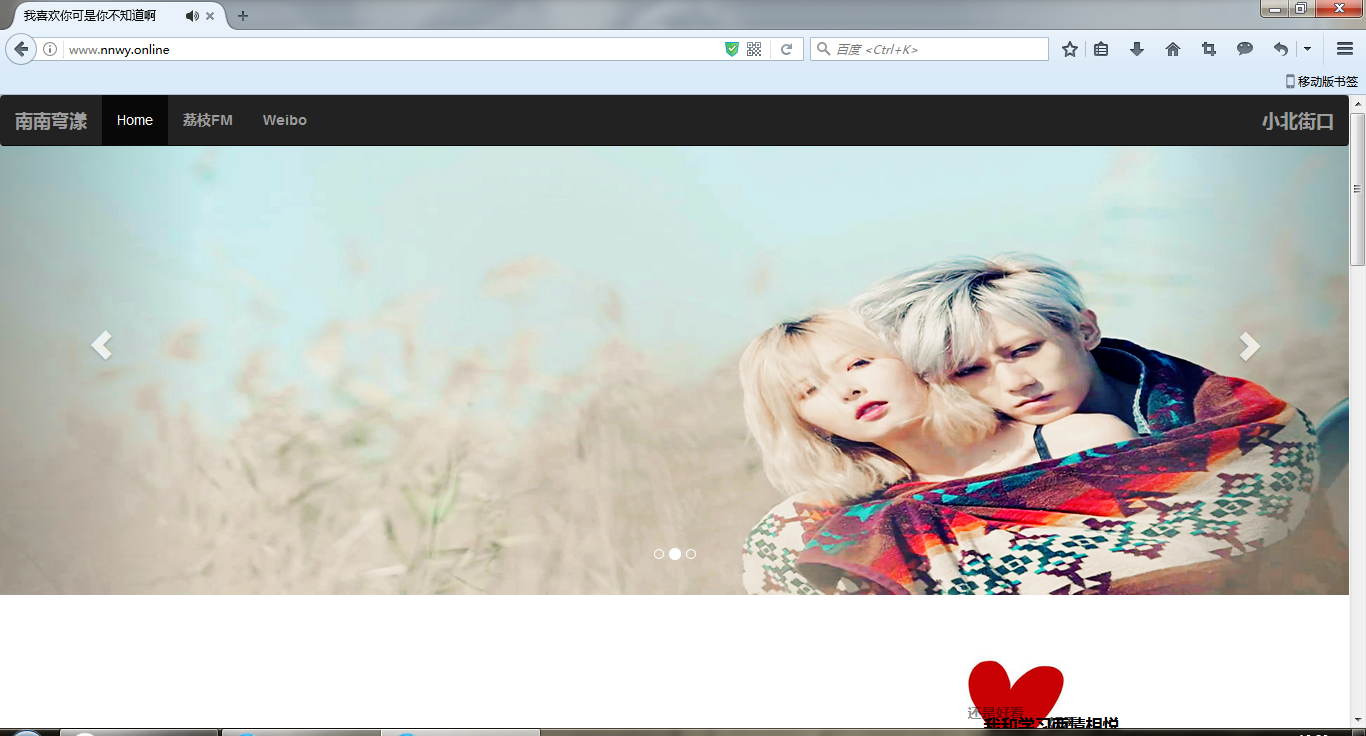 我喜欢你可是你不知道啊
www.nnwy.online
百度 <Ctrl+K>
移动版书签
南南弯漾 Home 荔枝FM Weibo 小北街口
还是好看
我和学习两情相悦